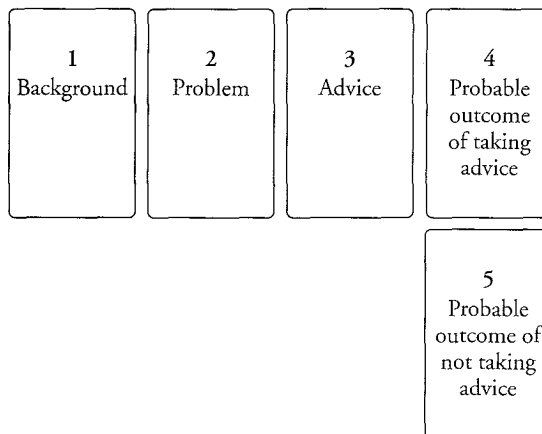 1
Background
2
Problem
3
Advice
4
Probable
outcome
of taking
advice
5
Probable
outcome of
not taking
advice